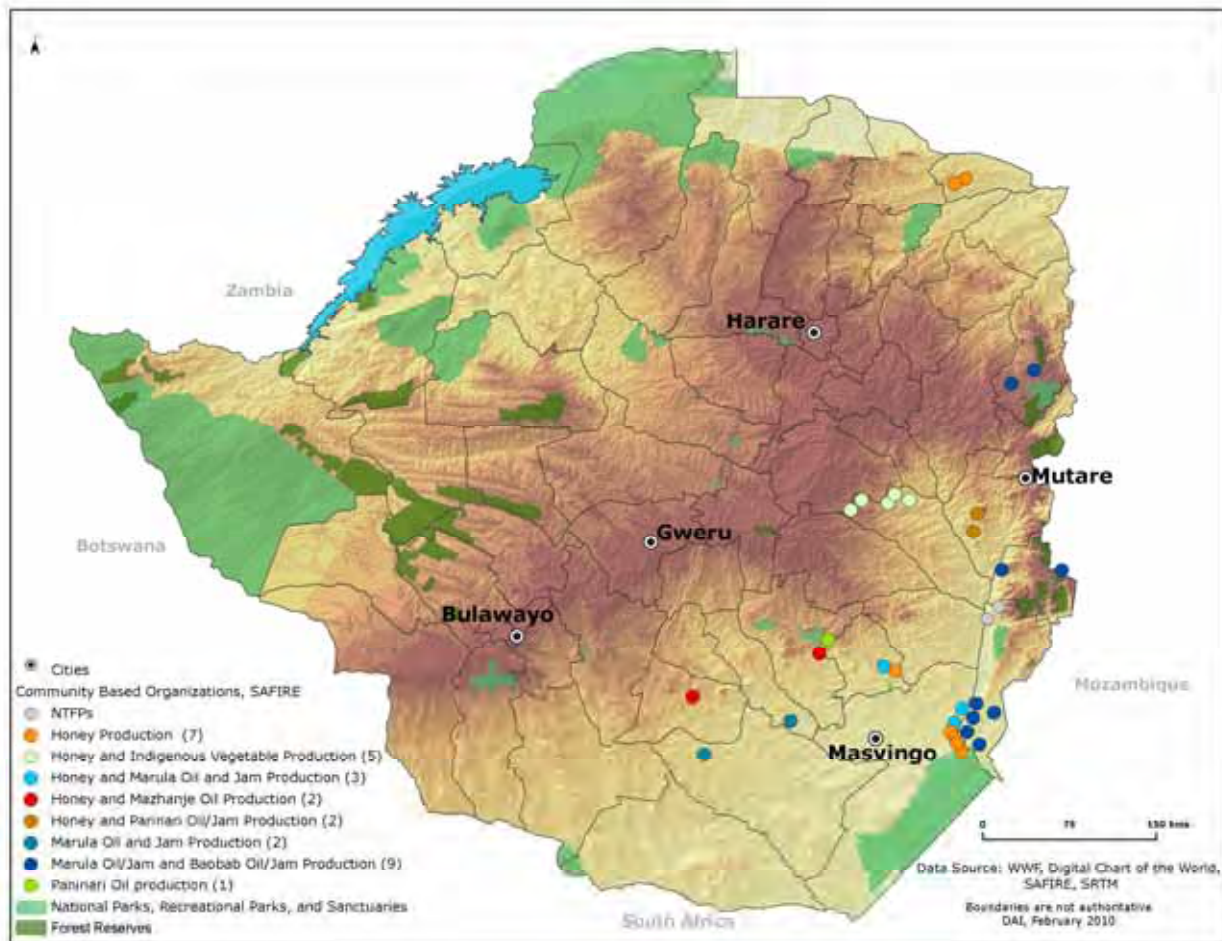 Zambia
Harare
Mutare
Botswana
Gweru
Bulawayo
Mozambique
Masvingo
South Africa
Cities
Community Based Organizations, SAFIRE
NTFPs
Honey Production (7)
Honey and Indigenous Vegetable Production (5)
Honey and Marula Oil and Jam Production (3)
Honey and Mazhanje Oil Production (2)
Honey and Parinari Oil/Jam Production (2)
Marula Oil and Jam Production (2)
Marula Oil/Jam and Baobab Oil/Jam Production (9)
Paninari Oil production (1)
National Parks, Recreational Parks, and Sanctuaries
Forest Reserves
0 75 150 kms
Data Source: WWF, Digital Chart of the World,
SAFIRE, SRTM
Boundaries are not authoritative
DAI, February 2010